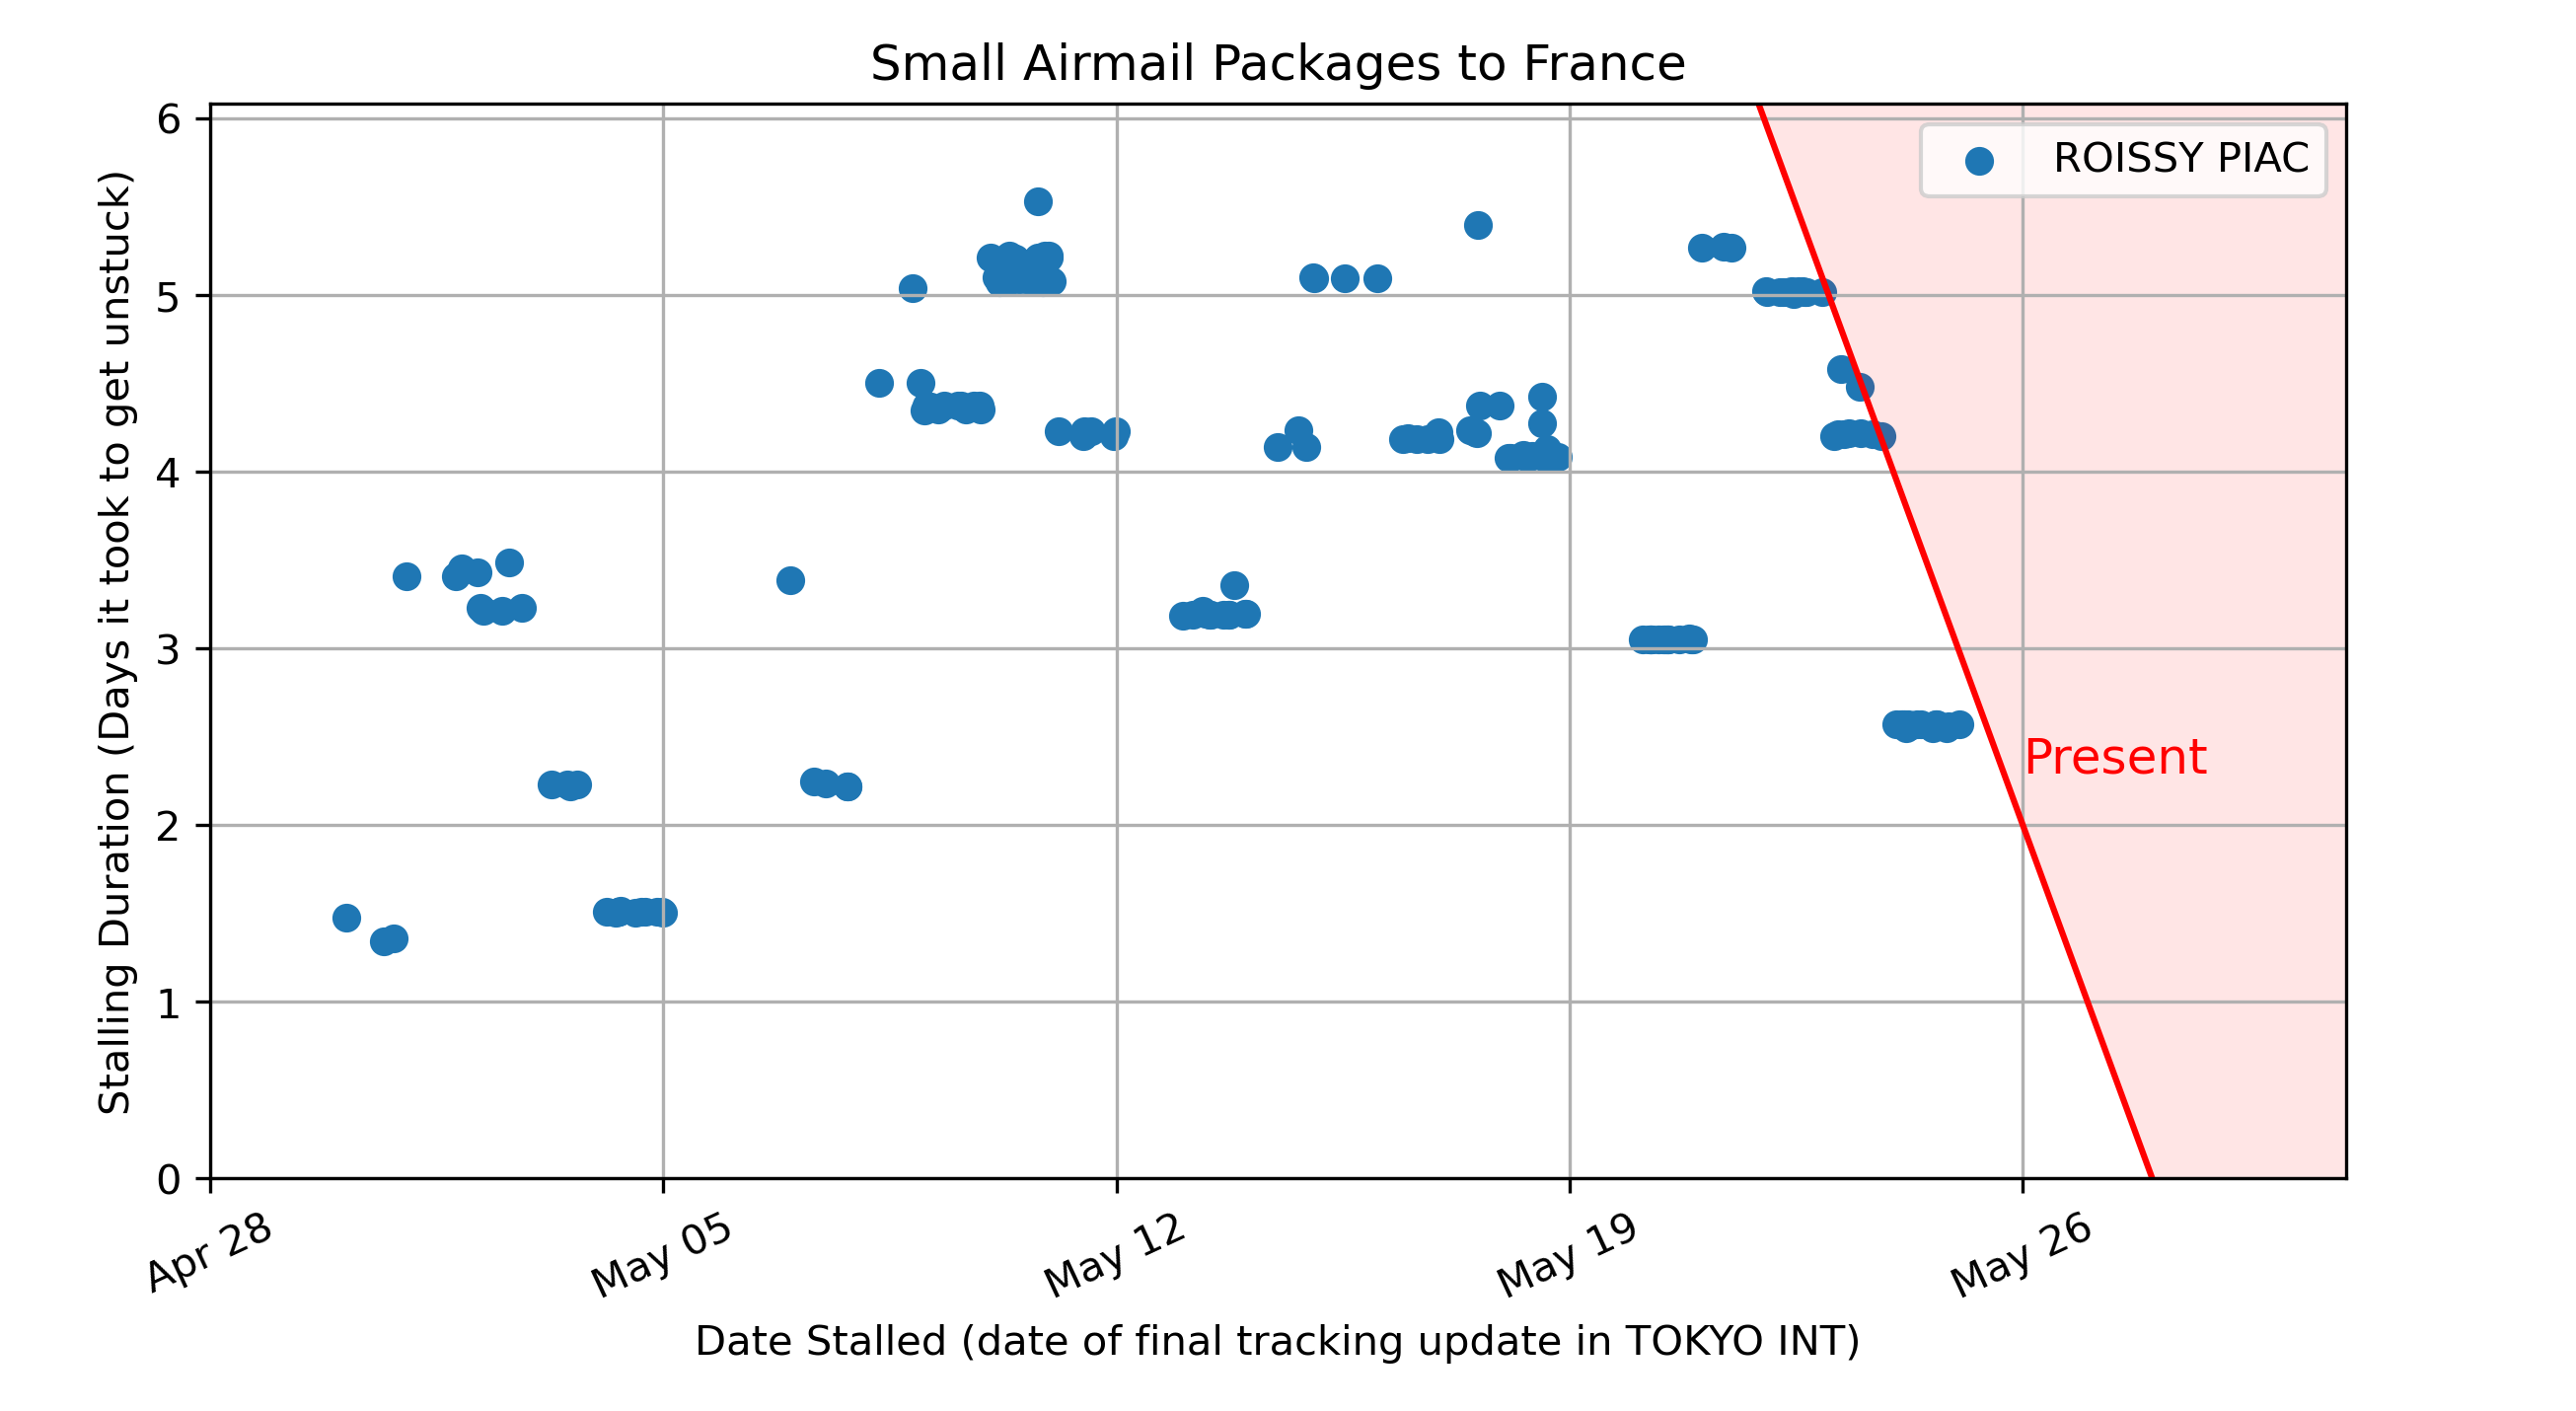 Small Airmail Packages to France
Stalling Duration (Days it took to get unstuck)
6
5
4
3
2
1
0
ROISSY PIAC
Present
Apr 28
May 05
May 12
May 19
May 26
Date Stalled (date of final tracking update in TOKYO INT)